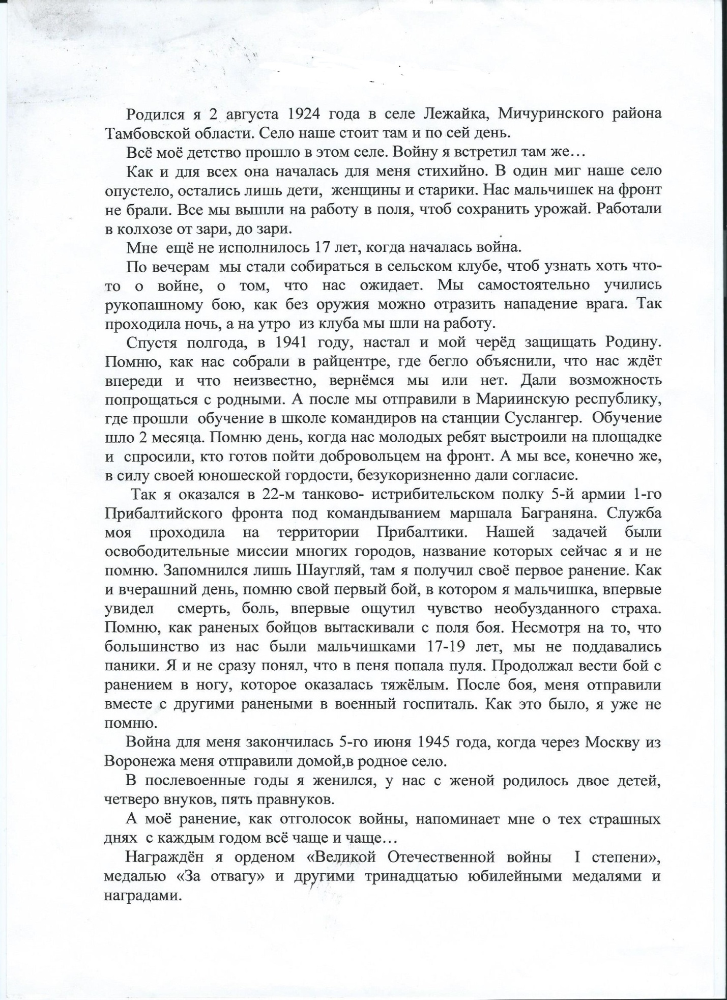 Родился я 2 августа 1924 года в селе Лежайка, Мичуринского района
Тамбовской области. Село наше стоит там и по сей день.
Всё моё детство прошло в этом селе. Войну я встретил там же…
Как и для всех она началась для меня стихийно. В один миг наше село
опустело, остались лишь дети, женщины и старики. Нас мальчишек на фронт
не брали. Все мы вышли на работу в поля, чтоб сохранить урожай. Работали
в колхозе от зари, до зари.
Мне ещё не исполнилось 17 лет, когда началась война.
По вечерам мы стали собираться в сельском клубе, чтоб узнать хоть что-
то о войне, о том, что нас ожидает. Мы самостоятельно учились
рукопашному бою, как без оружия можно отразить нападение врага. Так
проходила ночь, а на утро из клуба мы шли на работу.
Спустя полгода, в 1941 году, настал и мой черёд защищать Родину.
Помню, как нас собрали в райцентре, где бегло объяснили, что нас ждёт
впереди и что неизвестно, вернёмся мы или нет. Дали возможность
попрощаться с родными. А после мы отправили в Мариинскую республику,
где прошли обучение в школе командиров на станции Суслангер. Обучение
шло 2 месяца. Помню день, когда нас молодых ребят выстроили на площадке
и спросили, кто готов пойти добровольцем на фронт. А мы все, конечно же,
в силу своей юношеской гордости, безукоризненно дали согласие.
Так я оказался в 22-м танково- истрибительском полку 5-й армии 1-го
Прибалтийского фронта под командыванием маршала Баграняна. Служба
моя проходила на территории Прибалтики. Нашей задачей были
освободительные миссии многих городов, название которых сейчас я и не
помню. Запомнился лишь Шаугляй, там я получил своё первое ранение. Как
и вчерашний день, помню свой первый бой, в котором я мальчишка, впервые
увидел смерть, боль, впервые ощутил чувство необузданного страха.
Помню, как раненых бойцов вытаскивали с поля боя. Несмотря на то, что
большинство из нас были мальчишками 17-19 лет, мы не поддавались
паники. Я и не сразу понял, что в пеня попала пуля. Продолжал вести бой с
ранением в ногу, которое оказалась тяжёлым. После боя, меня отправили
вместе с другими ранеными в военный госпиталь. Как это было, я уже не
помню.
Война для меня закончилась 5-го июня 1945 года, когда через Москву из
Воронежа меня отправили домой,в родное село.
В послевоенные годы я женился, у нас с женой родилось двое детей,
четверо внуков, пять правнуков.
А моё ранение, как отголосок войны, напоминает мне о тех страшных
днях с каждым годом всё чаще и чаще…
Награждён я орденом «Великой Отечественной войны I степени»,
медалью «За отвагу» и другими тринадцатью юбилейными медалями и
наградами.